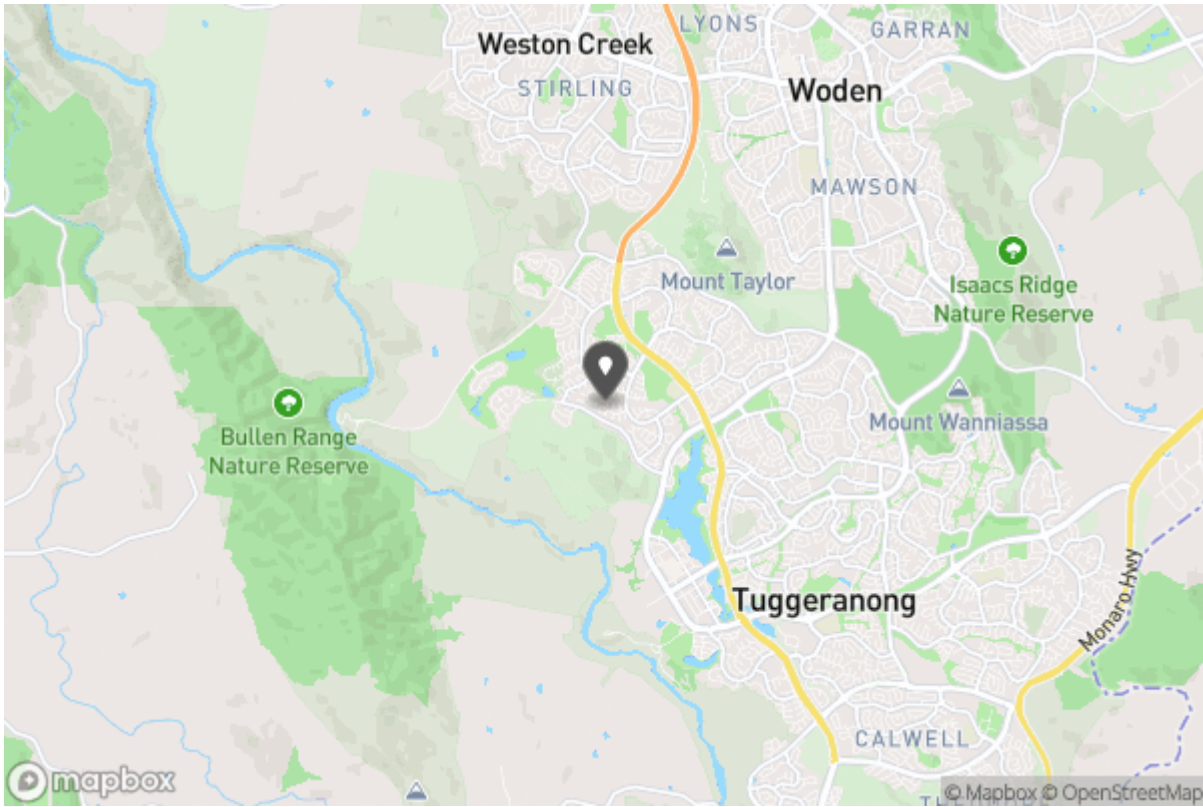 LYONS
GARRAN
Weston Creek
STIRLING
Woden
MAWSON
Mount Taylor
Isaacs Ridge
Nature Reserve
Mount Wanniassa
Bullen Range
Nature Reserve
Tuggeranong
Monaro Hwy
CALWELL
mapbox
© Mapbox © OpenStreetMap